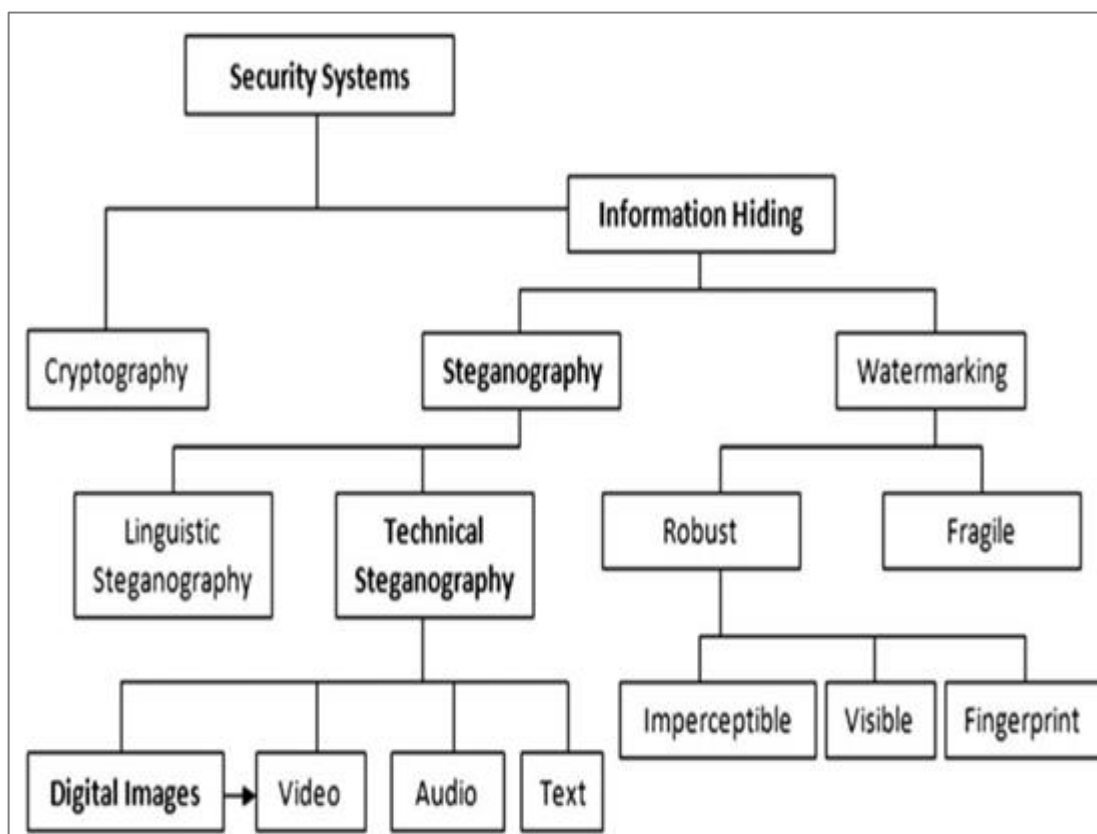 Security Systems
Information Hiding
Cryptography
Steganography
Watermarking
Linguistic
Steganography
Technical
Steganography
Robust
Fragile
Imperceptible
Visible
Fingerprint
Digital Images
Video
Audio
Text